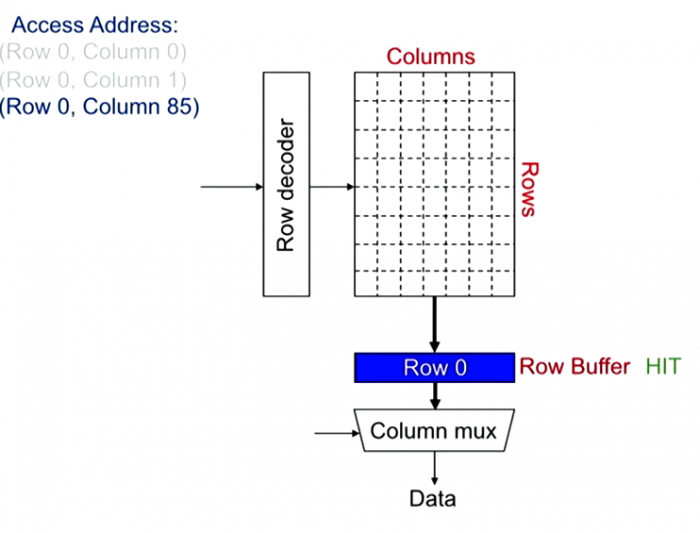 Access Address:
(Row 0, Column 0)
(Row 0, Column 1)
(Row 0, Column 85)
Columns
Row decoder
Rows
Row 0
Row Buffer HIT
Column mux
Data